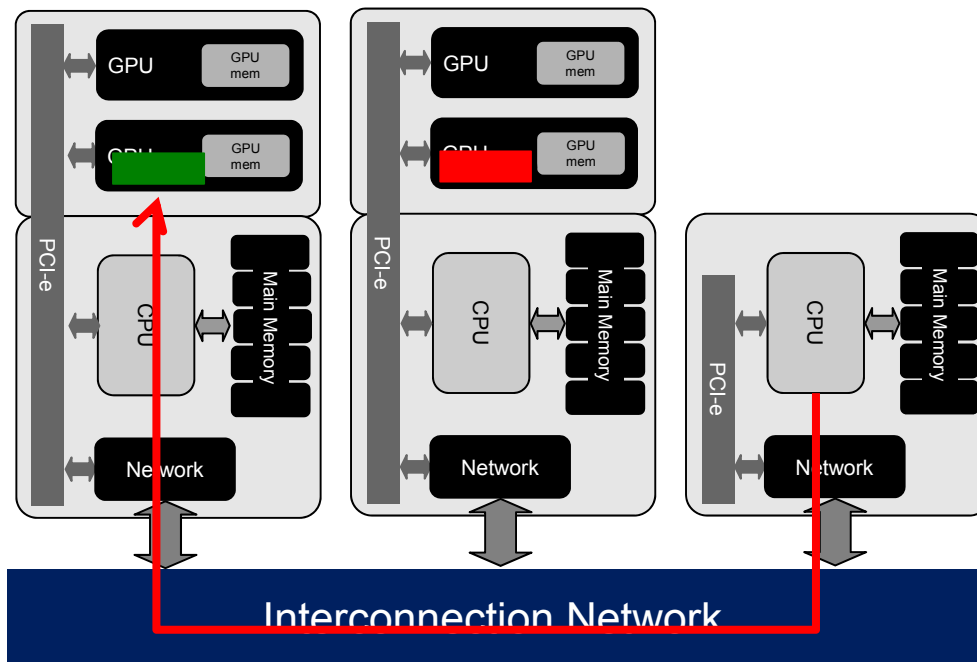 GPU
GPU
mem
GPU
GPU
mem
GPU
mem
GPU
mem
PCI-e
CPU
Main Memory
Network
PCI-e
CPU
Main Memory
Network
PCI-e
CPU
Main Memory
Network
Interconnection Network